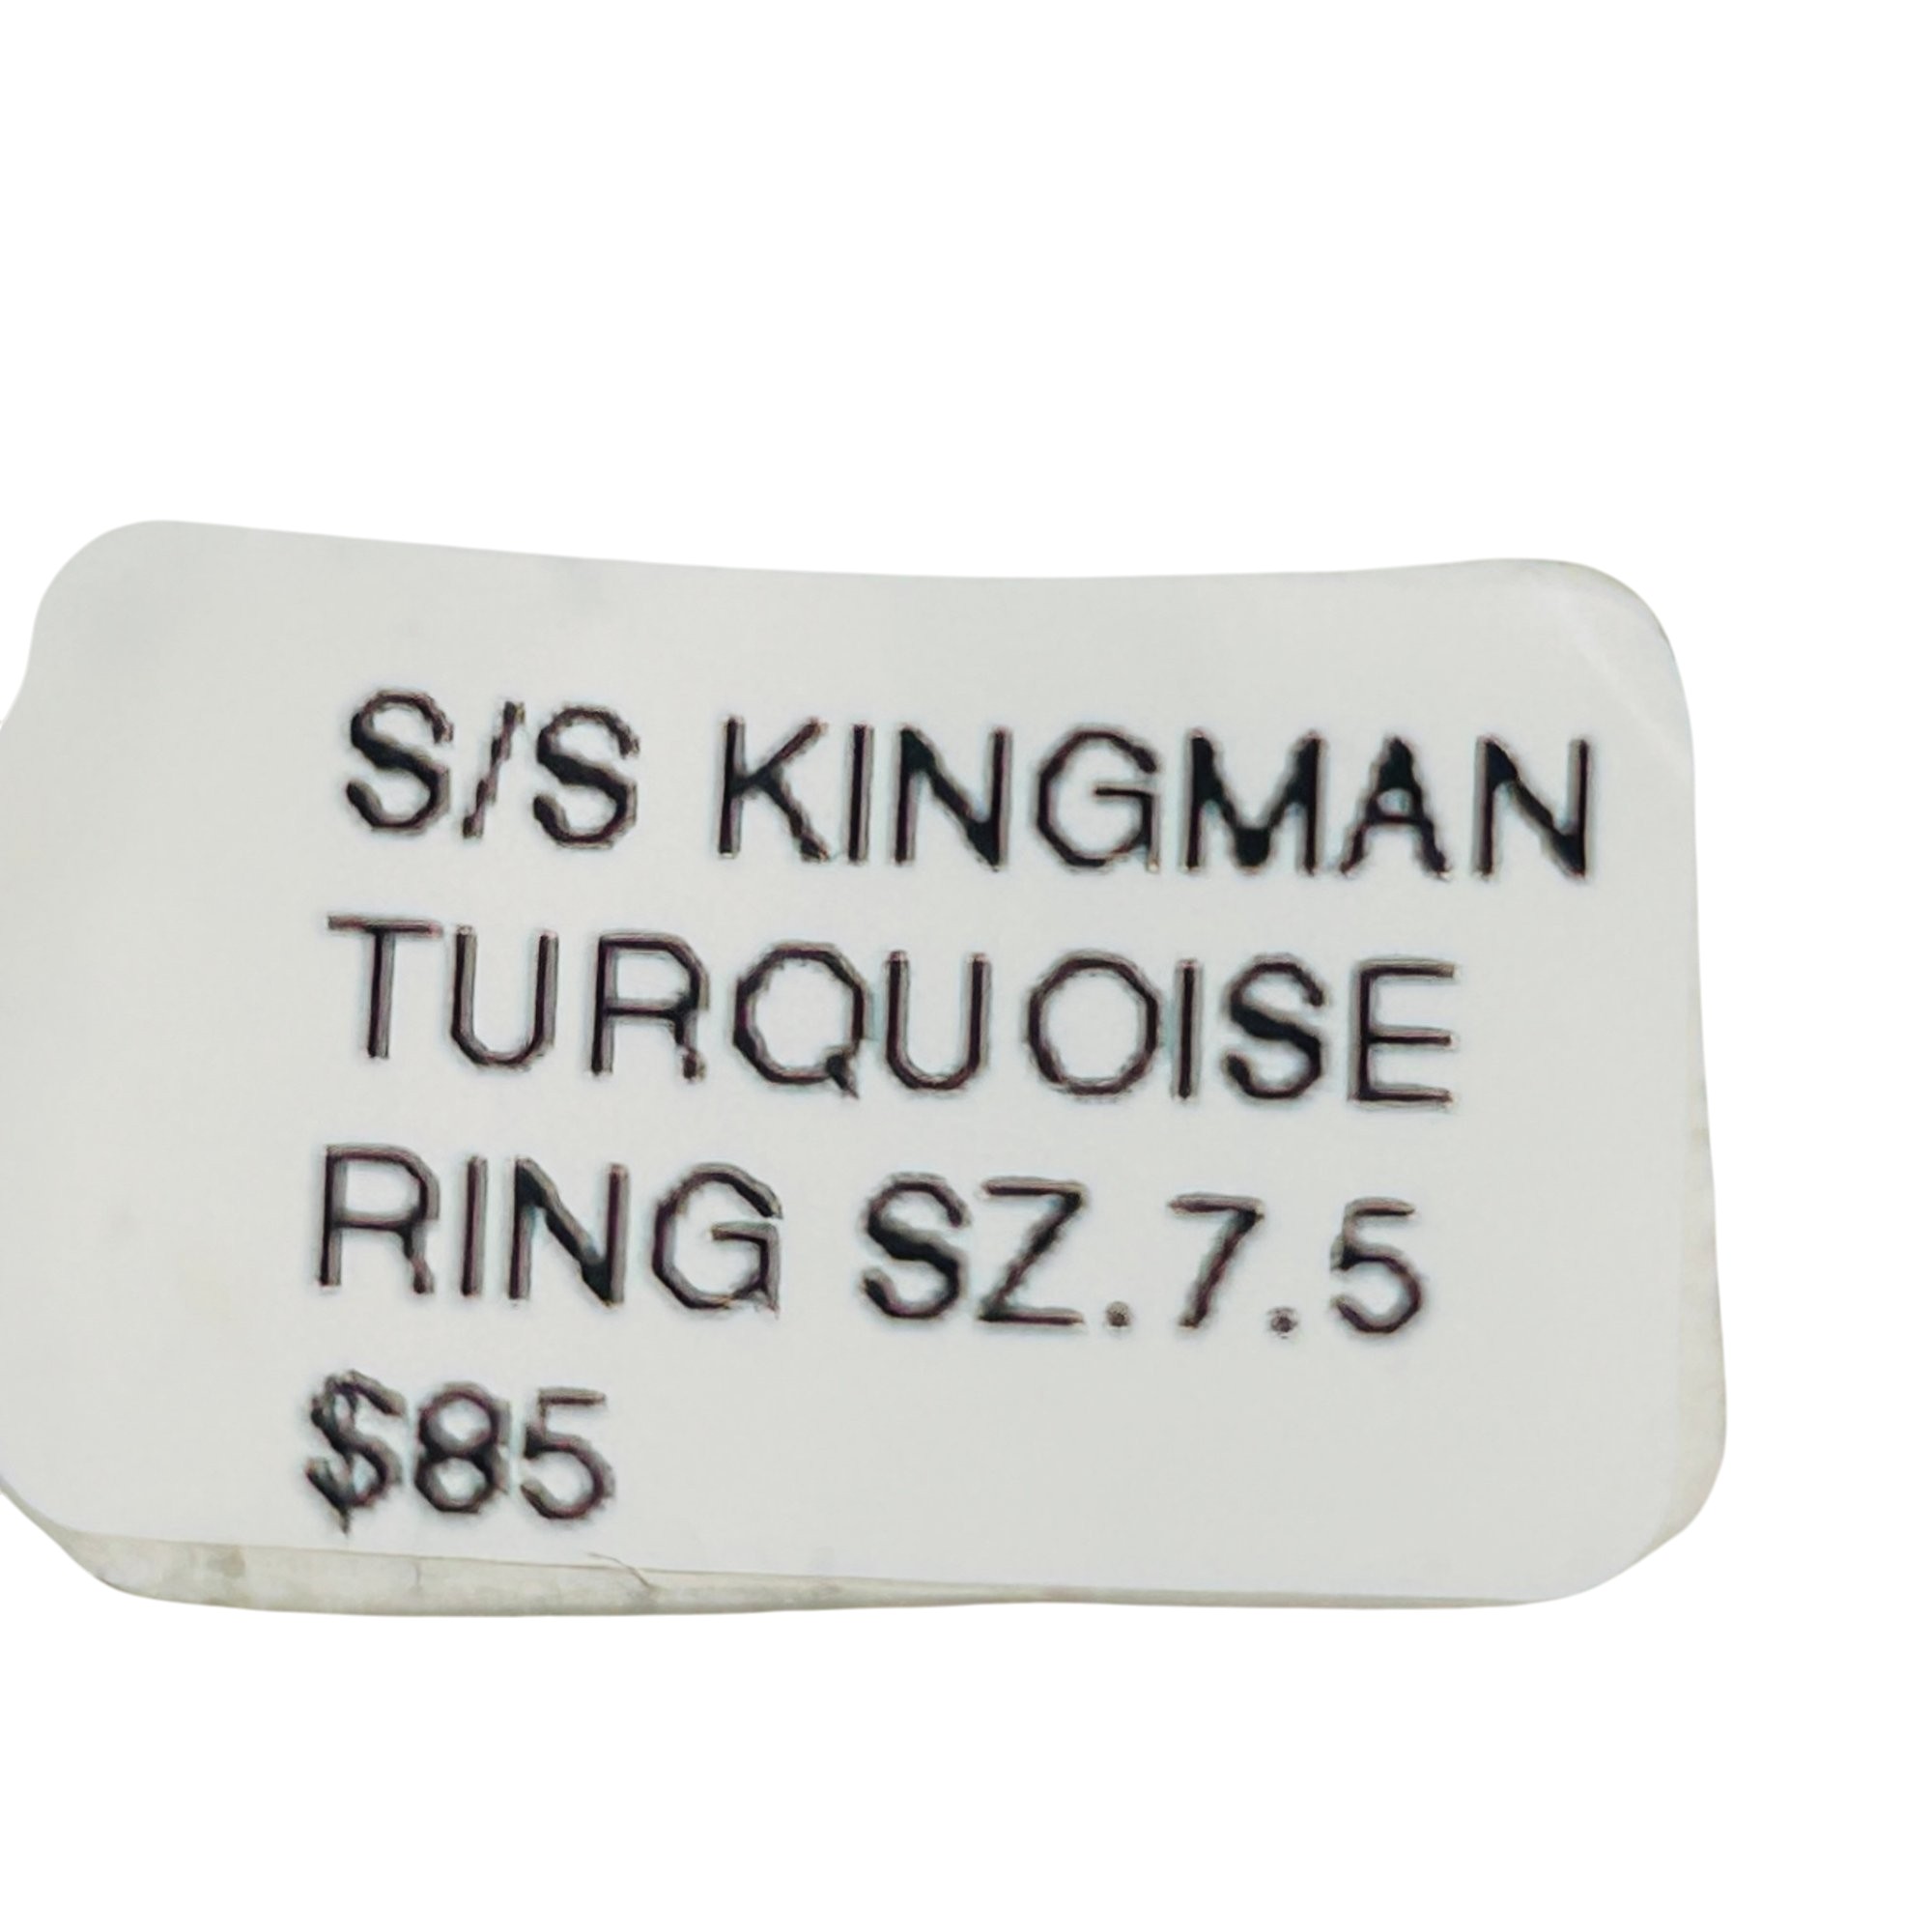 S/S KINGMAN
TURQUOISE
RING SZ.7.5
$85